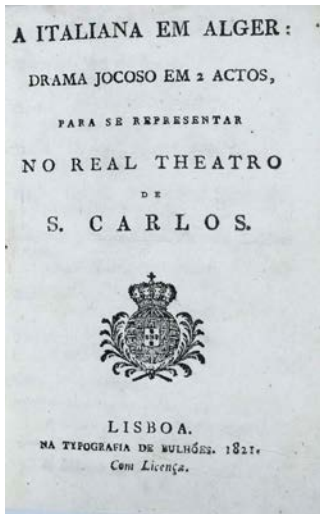 A ITALIANA EM ALGER:
DRAMA JOCOSO EM 2 ACTOS,
PARA SE REPRESENTAR
NO REAL THEATRO
DE
S. CARLOS.
LISBOA.
NA TYPOGRAFIA DE BULHÕES. 1821.
Com Licença.